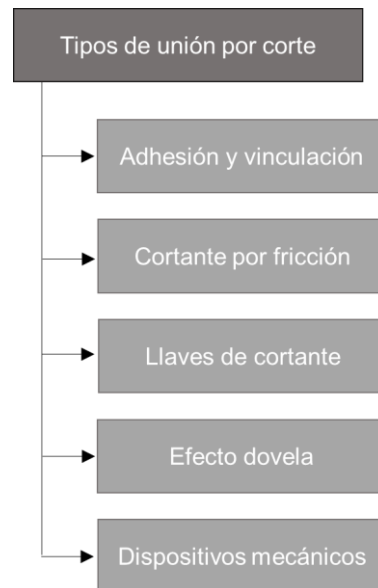 Tipos de unión por corte
Adhesión y vinculación
Cortante por fricción
Llaves de cortante
Efecto dovela
Dispositivos mecánicos